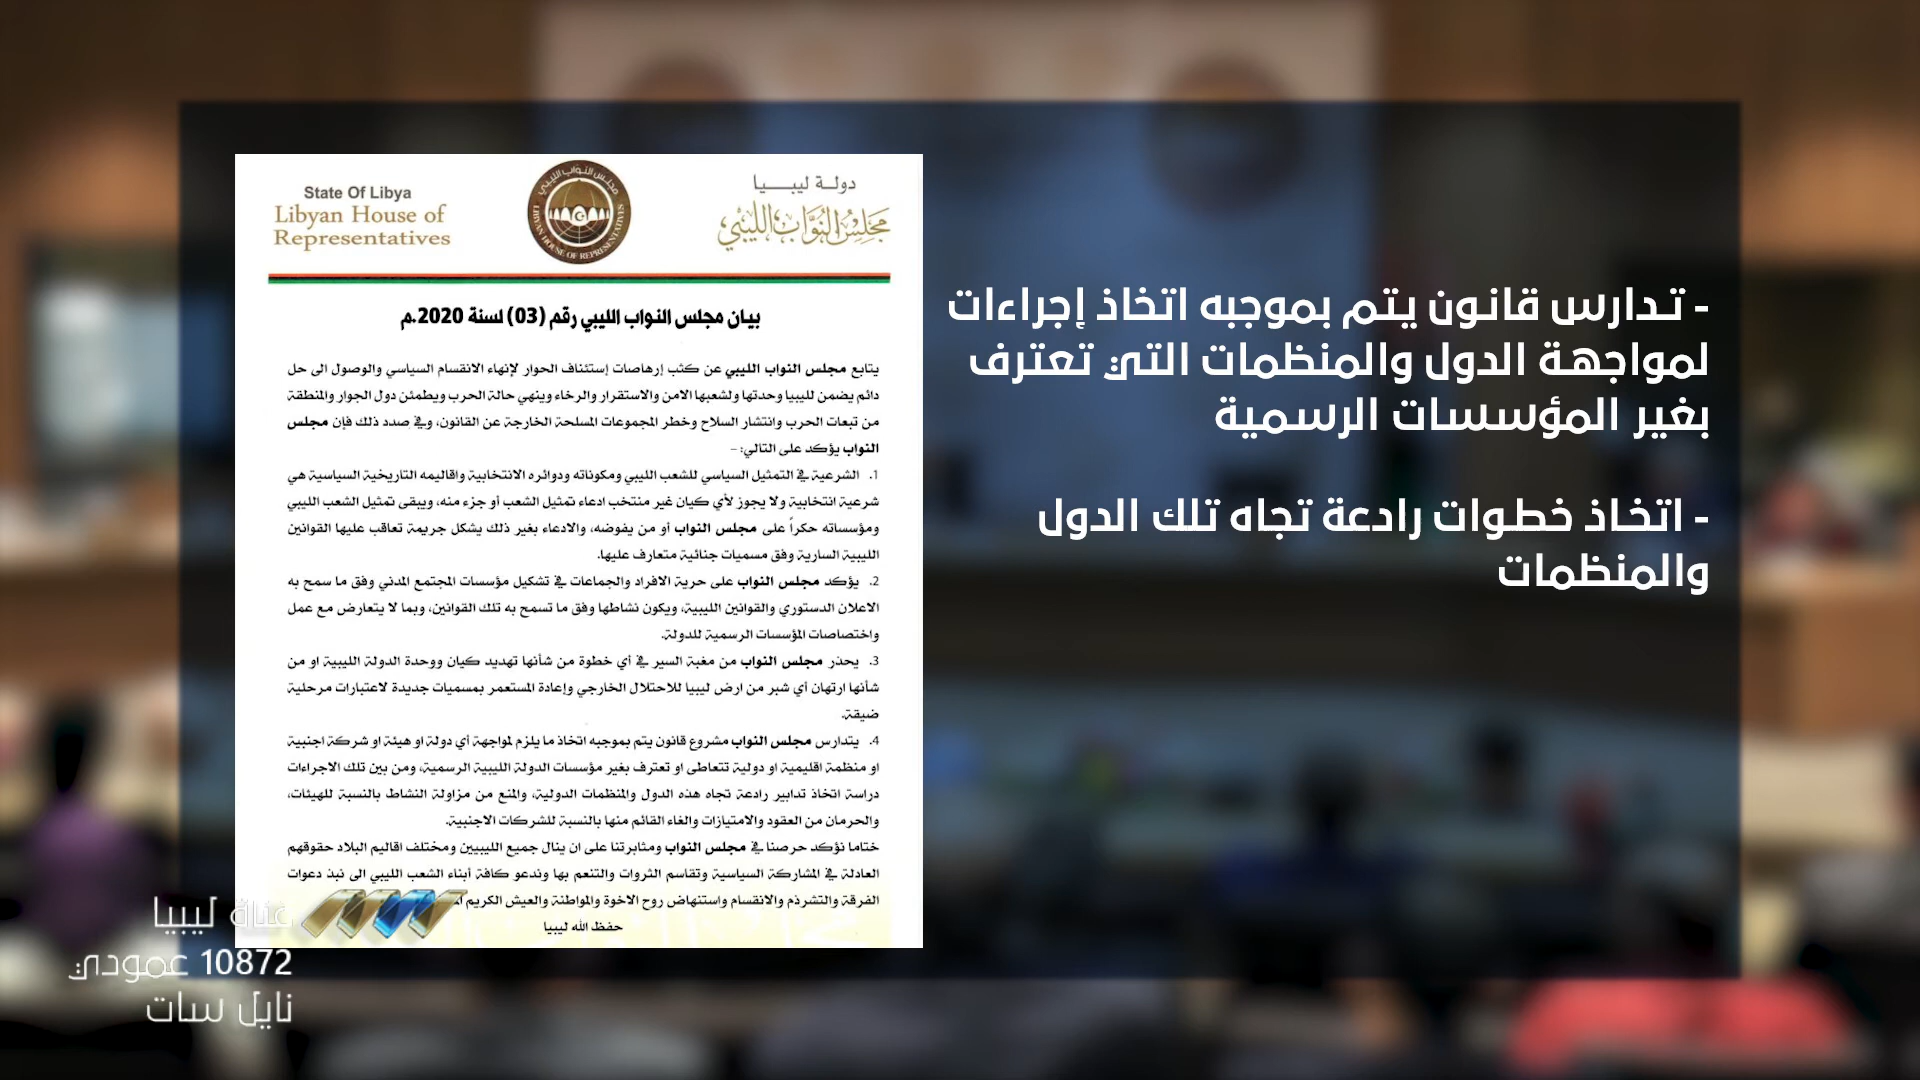 State Of Libya
Libyan House of
Representatives
مجلس النواب الليبي
LIBYAN HOUSE OF REPRESENTATIVES
دولة ليبيا
مجلس النواب الليبي
بيان مجلس النواب الليبي رقم (03) لسنة 2020.م
يتابع مجلس النواب الليبي عن كثب إرهاصات إستئناف الحوار لإنهاء الانقسام السياسي والوصول الى حل
دائم يضمن لليبيا وحدتها ولشعبها الامن والاستقرار والرخاء وينهي حالة الحرب ويطمئن دول الجوار والمنطقة
من تبعات الحرب وانتشار السلاح وخطر المجموعات المسلحة الخارجة عن القانون، وفي صدد ذلك فإن مجلس
النواب يؤكد على التالي: –
1. الشرعية في التمثيل السياسي للشعب الليبي ومكوناته ودوائره الانتخابية واقاليمه التاريخية السياسية هي
شرعية انتخابية ولا يجوز لأي كيان غير منتخب ادعاء تمثيل الشعب أو جزء منه، ويبقى تمثيل الشعب الليبي
ومؤسساته حكراً على مجلس النواب أو من يفوضه، والادعاء بغير ذلك يشكل جريمة تعاقب عليها القوانين
الليبية السارية وفق مسميات جنائية متعارف عليها.
2. يؤكد مجلس النواب على حرية الافراد والجماعات في تشكيل مؤسسات المجتمع المدني وفق ما سمح به
الاعلان الدستوري والقوانين الليبية، ويكون نشاطها وفق ما تسمح به تلك القوانين، وبما لا يتعارض مع عمل
واختصاصات المؤسسات الرسمية للدولة.
3. يحذر مجلس النواب من مغبة السير في أي خطوة من شأنها تهديد كيان ووحدة الدولة الليبية او من
شأنها ارتهان أي شبر من ارض ليبيا للاحتلال الخارجي وإعادة المستعمر بمسميات جديدة لاعتبارات مرحلية
ضيقة.
4. يتدارس مجلس النواب مشروع قانون يتم بموجبه اتخاذ ما يلزم لمواجهة أي دولة او هيئة او شركة اجنبية
او منظمة اقليمية او دولية تتعاطى او تعترف بغير مؤسسات الدولة الليبية الرسمية، ومن بين تلك الاجراءات
دراسة اتخاذ تدابير رادعة تجاه هذه الدول والمنظمات الدولية، والمنع من مزاولة النشاط بالنسبة للهيئات،
والحرمان من العقود والامتيازات والغاء القائم منها بالنسبة للشركات الاجنبية.
ختاما نؤكد حرصنا في مجلس النواب ومثابرتنا على ان ينال جميع الليبيين ومختلف اقاليم البلاد حقوقهم
العادلة في المشاركة السياسية وتقاسم الثروات والتنعم بها وندعو كافة أبناء الشعب الليبي الى نبذ دعوات
الفرقة والتشرذم والانقسام واستنهاض روح الاخوة والمواطنة والعيش الكريم
حفظ الله ليبيا
- تدارس قانون يتم بموجبه اتخاذ إجراءات
لمواجهة الدول والمنظمات التي تعترف
بغير المؤسسات الرسمية
- اتخاذ خطوات رادعة تجاه تلك الدول
والمنظمات
قناة ليبيا
10872 عمودي
نايل سات